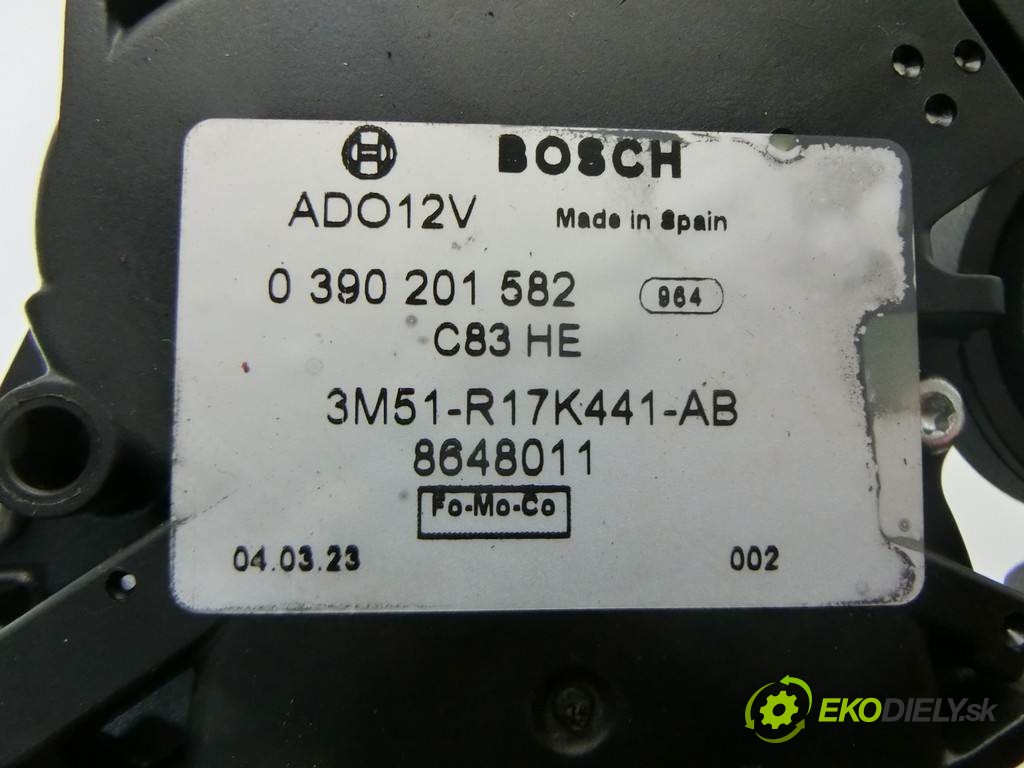 BOSCH
ADO12V Made in Spain
0 390 201 582 964
C83 HE
3M51-R17K441-AB
8648011
Fo-Mo-Co
04.03.23 002
EKODIELY.sk